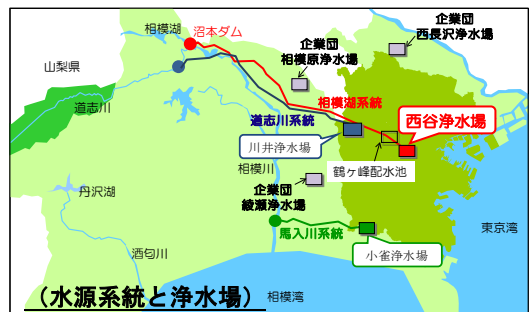 相模湖
沼本ダム
企業団
西長沢浄水場
企業団
相模原浄水場
山梨県
道志川
相模湖系統
道志川系統
西谷浄水場
川井浄水場
鶴ヶ峰配水池
相模川
企業団
綾瀬浄水場
丹沢湖
酒匂川
馬入川系統
東京湾
小雀浄水場
相模湾
（水源系統と浄水場）